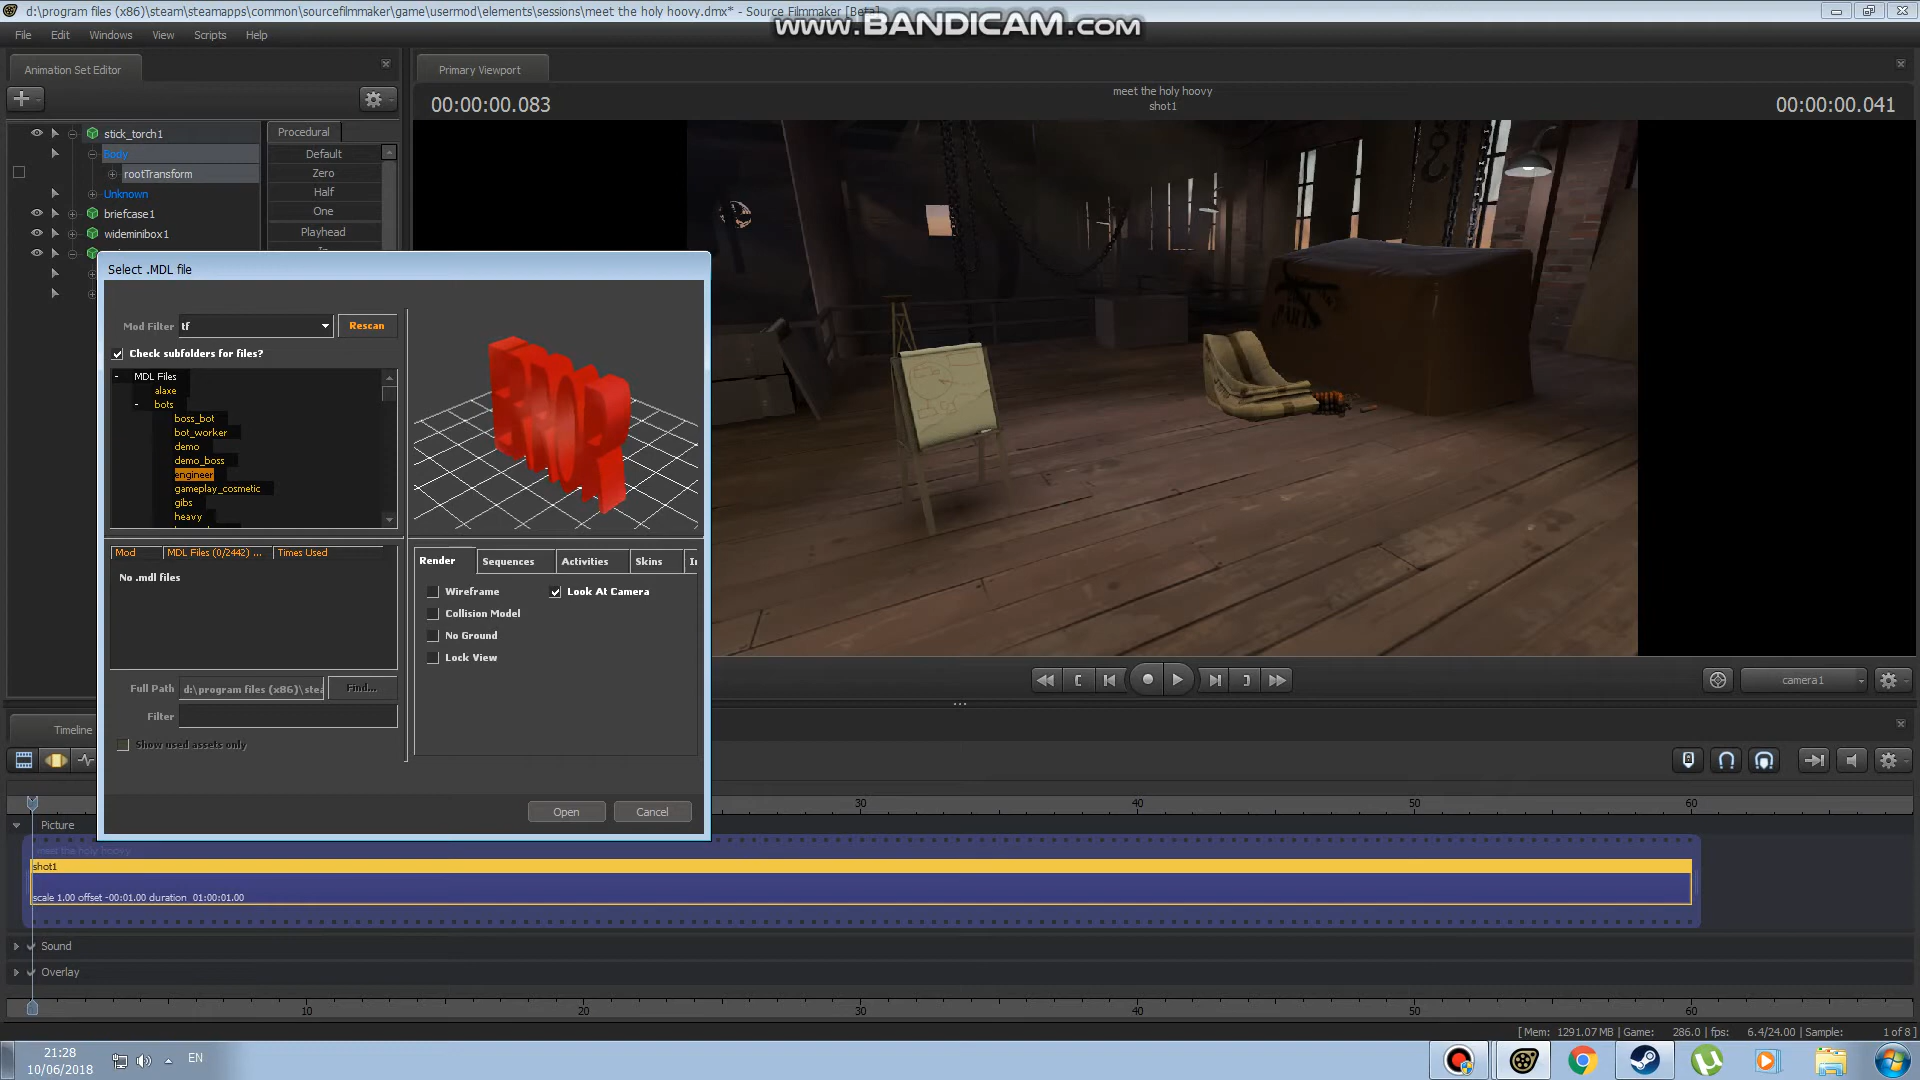 d:\program files (x86)\steam\steamapps\common\sourcefilmmaker\game\usermod\elements\sessions\meet the holy hoovy.dmx* - Source Filmmaker [Beta]
www.BANDICAM.com
File Edit Windows View Scripts Help
Animation Set Editor
Primary Viewport
00:00:00.083
meet the holy hoovy
shot1
00:00:00.041
stick_torch1
Body
rootTransform
Unknown
briefcase1
wideminibox1
Procedural
Default
Zero
Half
One
Playhead
In
Select .MDL file
Mod Filter tf Rescan
Check subfolders for files?
MDL Files
alaxe
bots
boss_bot
bot_worker
demo
demo_boss
engineer
gameplay_cosmetic
gibs
heavy
Mod MDL Files (0/2442) ... Times Used
No .mdl files
Full Path d:\program files (x86)\stea Find...
Filter
Show used assets only
ERROR
Render Sequences Activities Skins In
Wireframe Look At Camera
Collision Model
No Ground
Lock View
Open Cancel
camera1
Timeline
30 40 50 60
Picture
meet the holy hoovy
shot1
scale 1.00 offset -00:01.00 duration 01:00:01.00
Sound
Overlay
10 20 30 40 50 60
[ Mem: 1291.07 MB | Game: 286.0 | fps: 6.4/24.00 | Sample: 1 of 8 ]
21:28
10/06/2018
EN